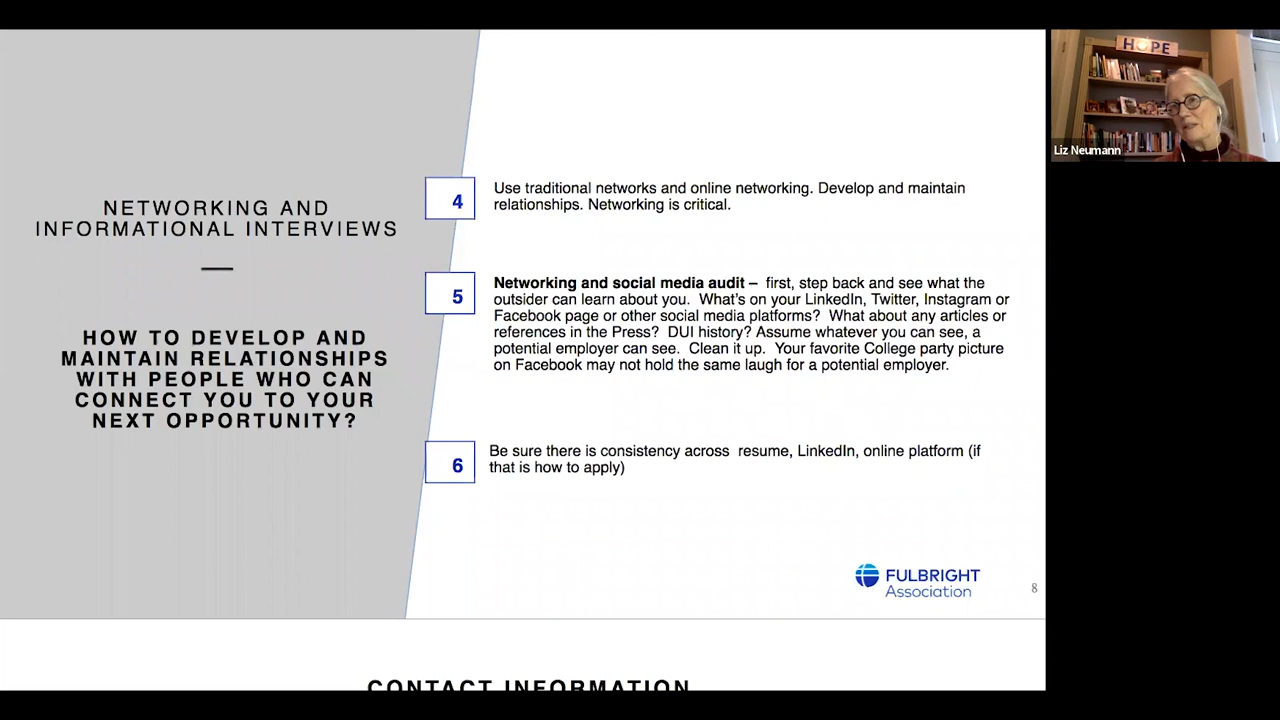 NETWORKING AND
INFORMATIONAL INTERVIEWS
HOW TO DEVELOP AND
MAINTAIN RELATIONSHIPS
WITH PEOPLE WHO CAN
CONNECT YOU TO YOUR
NEXT OPPORTUNITY?
4
Use traditional networks and online networking. Develop and maintain
relationships. Networking is critical.
5
Networking and social media audit – first, step back and see what the
outsider can learn about you. What's on your LinkedIn, Twitter, Instagram or
Facebook page or other social media platforms? What about any articles or
references in the Press? DUI history? Assume whatever you can see, a
potential employer can see. Clean it up. Your favorite College party picture
on Facebook may not hold the same laugh for a potential employer.
6
Be sure there is consistency across resume, LinkedIn, online platform (if
that is how to apply)
FULBRIGHT
Association
8
CONTACT INFORMATION
HOPE
Liz Neumann